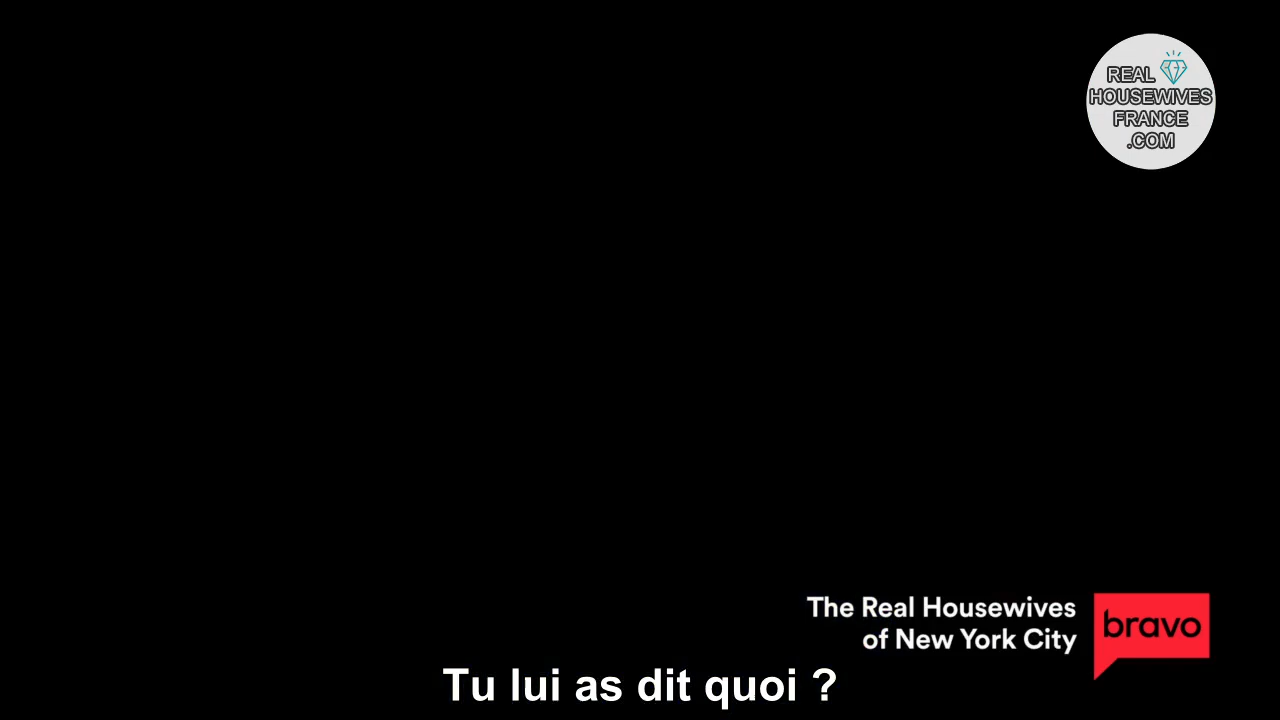 REAL
HOUSEWIVES
FRANCE
.COM
The Real Housewives
of New York City
bravo
Tu lui as dit quoi ?